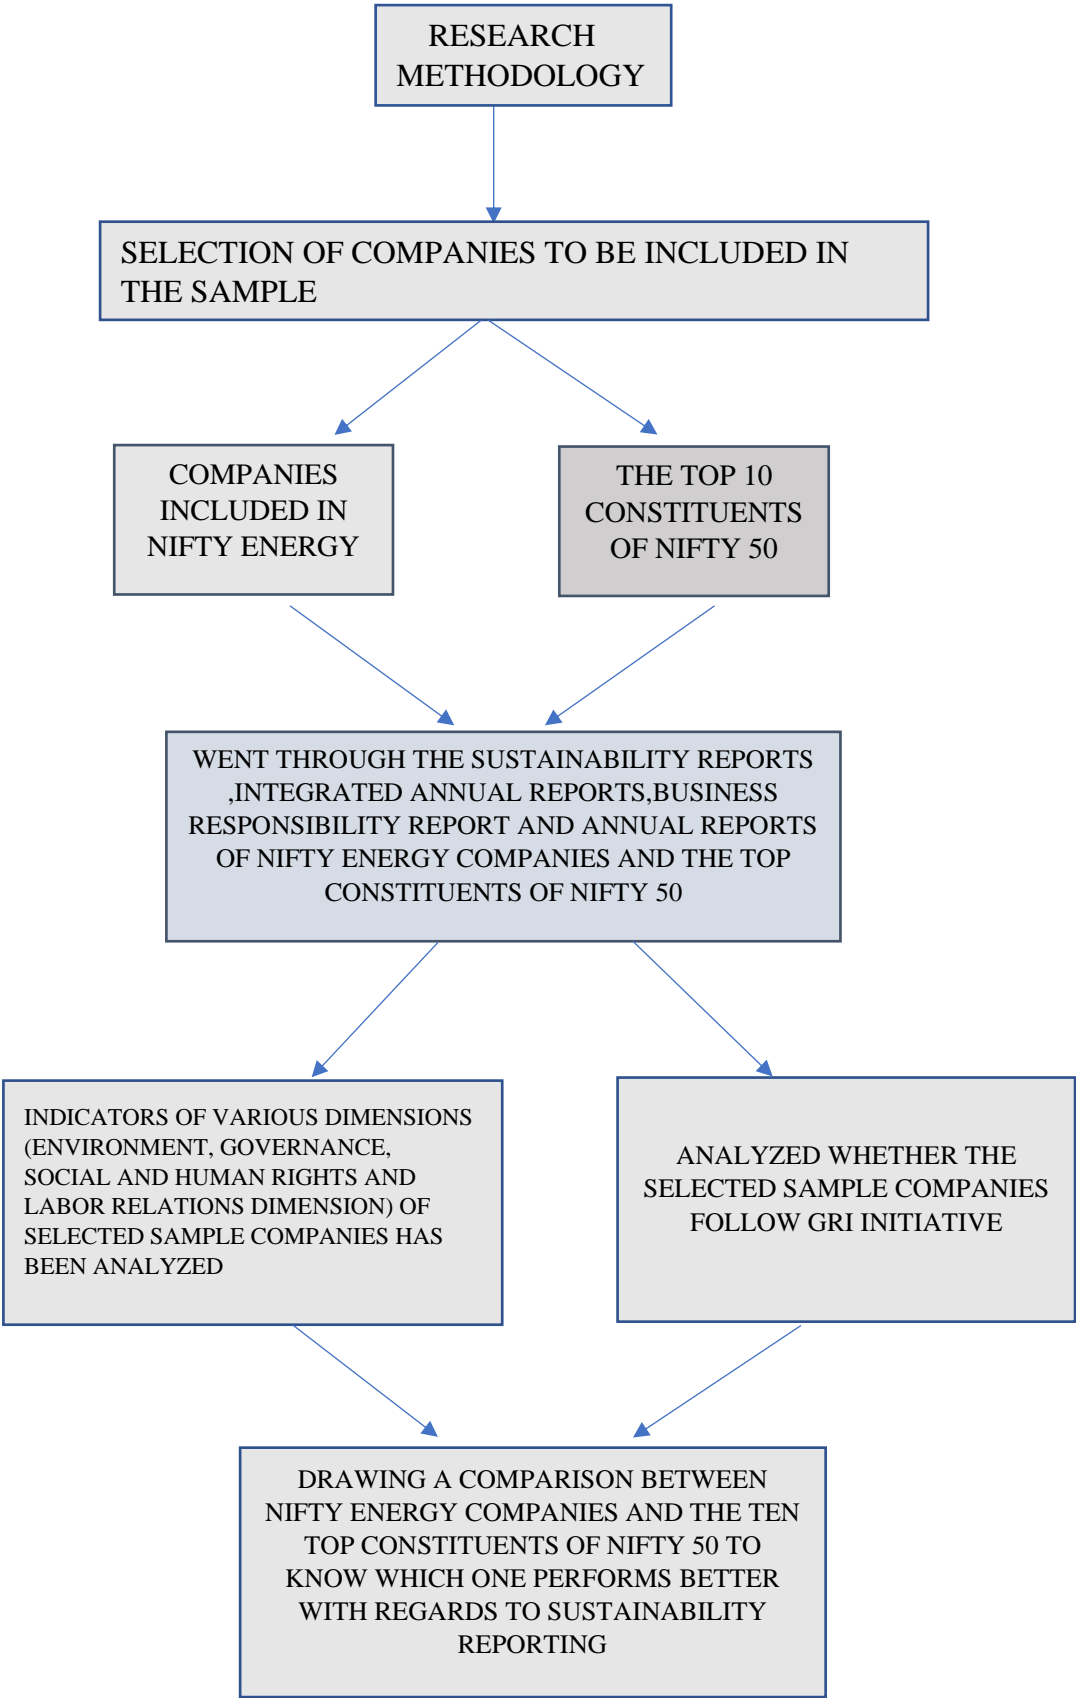 RESEARCH
METHODOLOGY
SELECTION OF COMPANIES TO BE INCLUDED IN
THE SAMPLE
COMPANIES
INCLUDED IN
NIFTY ENERGY
THE TOP 10
CONSTITUENTS
OF NIFTY 50
WENT THROUGH THE SUSTAINABILITY REPORTS
,INTEGRATED ANNUAL REPORTS,BUSINESS
RESPONSIBILITY REPORT AND ANNUAL REPORTS
OF NIFTY ENERGY COMPANIES AND THE TOP
CONSTITUENTS OF NIFTY 50
INDICATORS OF VARIOUS DIMENSIONS
(ENVIRONMENT, GOVERNANCE,
SOCIAL AND HUMAN RIGHTS AND
LABOR RELATIONS DIMENSION) OF
SELECTED SAMPLE COMPANIES HAS
BEEN ANALYZED
ANALYZED WHETHER THE
SELECTED SAMPLE COMPANIES
FOLLOW GRI INITIATIVE
DRAWING A COMPARISON BETWEEN
NIFTY ENERGY COMPANIES AND THE TEN
TOP CONSTITUENTS OF NIFTY 50 TO
KNOW WHICH ONE PERFORMS BETTER
WITH REGARDS TO SUSTAINABILITY
REPORTING